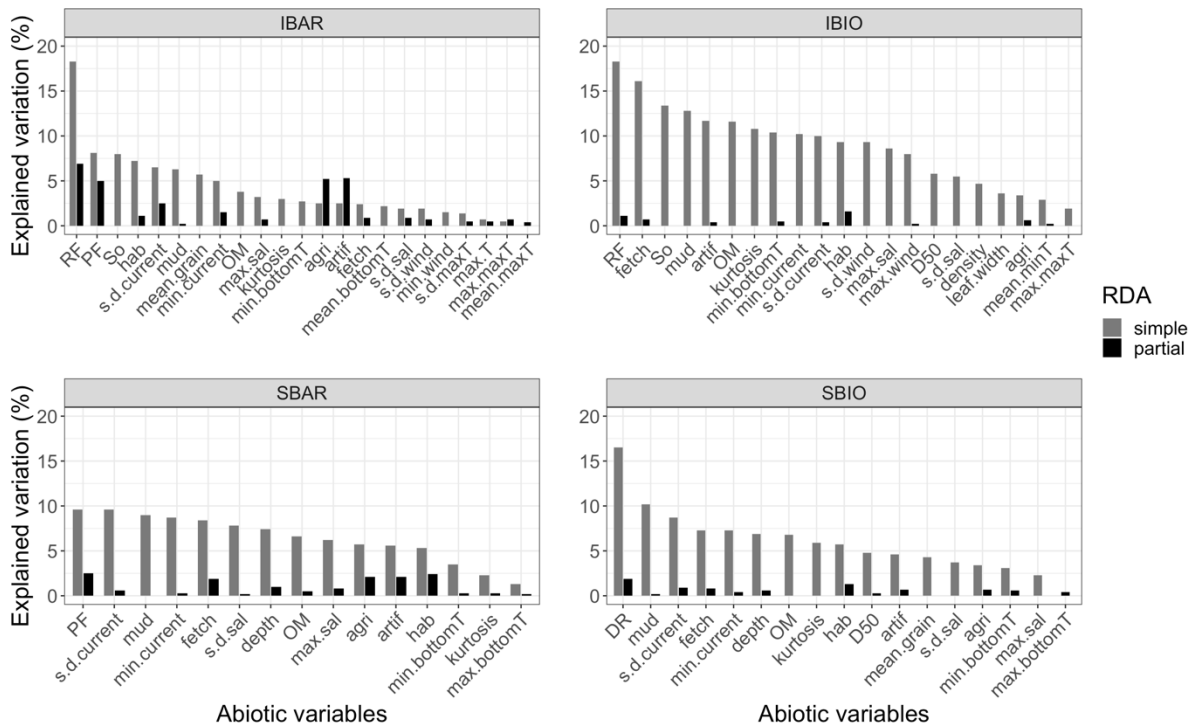 IBAR
IBIO
Explained variation (%)
20
15
10
5
0
RF
PF
So
hab
s.d.current
mud
mean.grain
min.current
OM
max.sal
kurtosis
min.bottomT
agri
artif
fetch
mean.bottomT
s.d.sal
s.d.wind
min.wind
s.d.maxT
max.T
max.maxT
mean.maxT
20
15
10
5
0
RF
fetch
So
mud
artif
OM
kurtosis
min.bottomT
min.current
s.d.current
hab
s.d.wind
max.sal
max.wind
D50
s.d.sal
density
leaf.width
agri
mean.minT
max.maxT
RDA
simple
partial
SBAR
SBIO
Explained variation (%)
20
15
10
5
0
PF
s.d.current
mud
min.current
fetch
s.d.sal
depth
OM
max.sal
agri
artif
hab
min.bottomT
kurtosis
max.bottomT
Abiotic variables
20
15
10
5
0
DR
mud
s.d.current
fetch
min.current
depth
OM
kurtosis
hab
D50
artif
mean.grain
s.d.sal
agri
min.bottomT
max.sal
max.bottomT
Abiotic variables